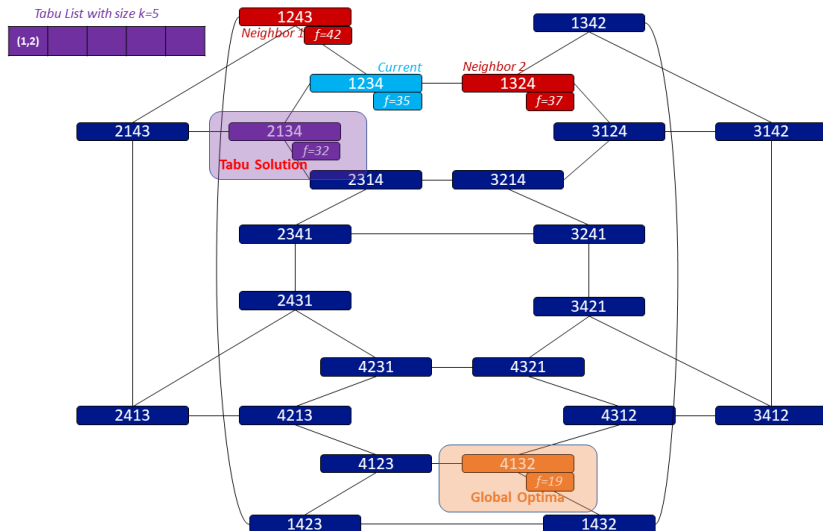 Tabu List with size k=5
(1,2)
1243
Neighbor 1
f=42
1342
Current
1234
f=35
Neighbor 2
1324
f=37
2143
2134
f=32
Tabu Solution
3124
3142
2314
3214
2341
3241
2431
3421
4231
4321
2413
4213
4312
3412
4123
4132
f=19
Global Optima
1423
1432